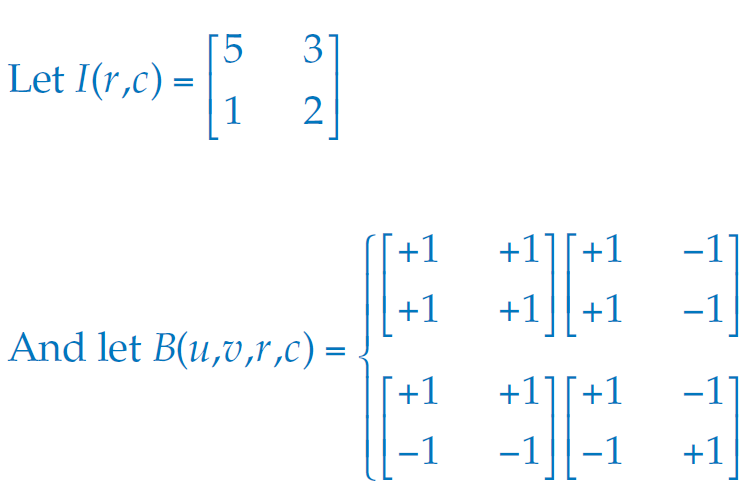 Let I(r,c) = [5 3
1 2]
And let B(u,v,r,c) = { [+1 +1 [+1 −1
+1 +1] +1 −1]
[+1 +1 [+1 −1
−1 −1] −1 +1]